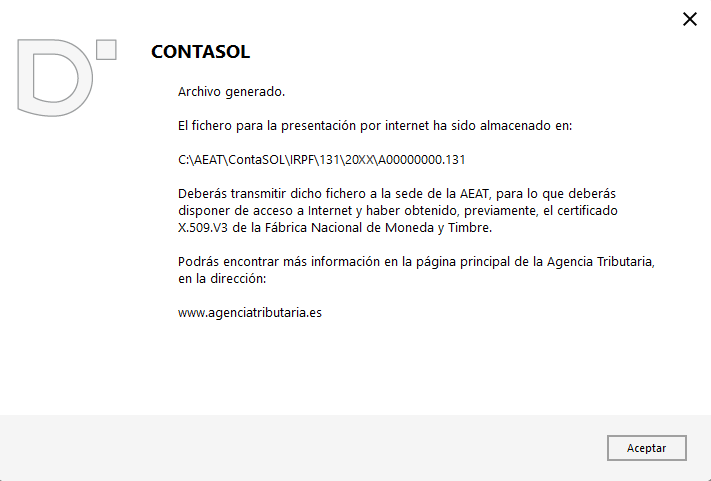 CONTASOL
Archivo generado.
El fichero para la presentación por internet ha sido almacenado en:
C:\AEAT\ContaSOL\IRPF\131\20XX\A00000000.131
Deberás transmitir dicho fichero a la sede de la AEAT, para lo que deberás
disponer de acceso a Internet y haber obtenido, previamente, el certificado
X.509.V3 de la Fábrica Nacional de Moneda y Timbre.
Podrás encontrar más información en la página principal de la Agencia Tributaria,
en la dirección:
www.agenciatributaria.es
Aceptar